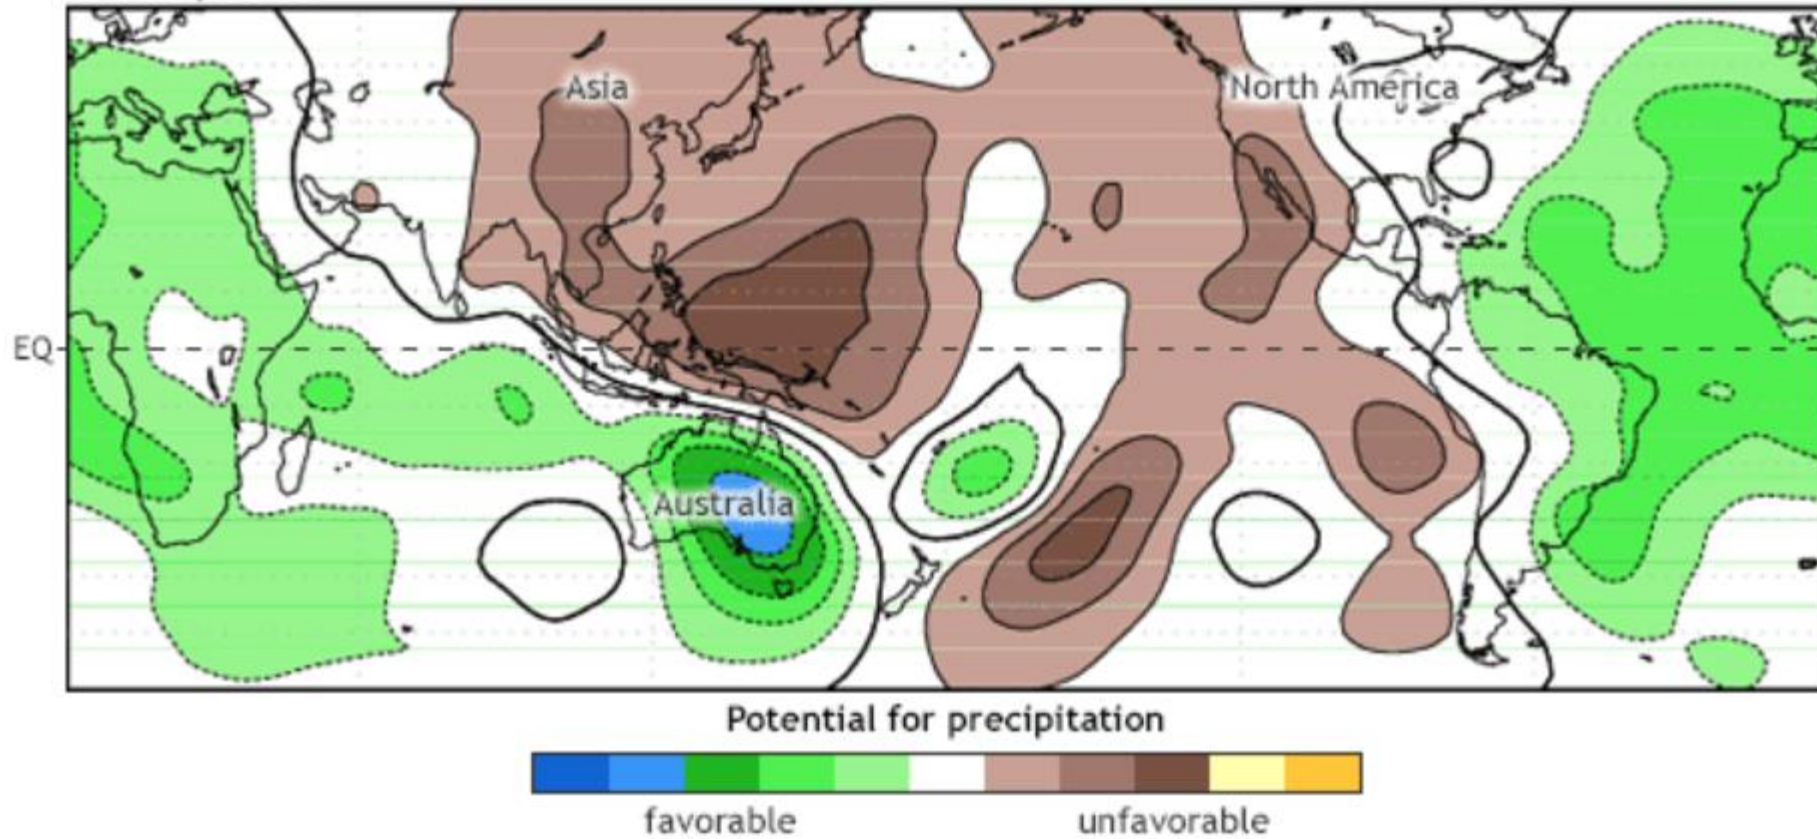 Asia
North America
EQ
Australia
Potential for precipitation
favorable
unfavorable